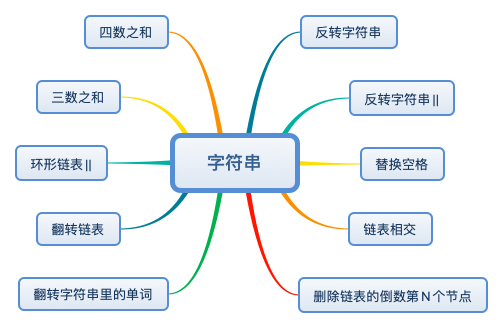 四数之和
反转字符串
三数之和
反转字符串||
字符串
环形链表||
替换空格
翻转链表
链表相交
翻转字符串里的单词
删除链表的倒数第N个节点